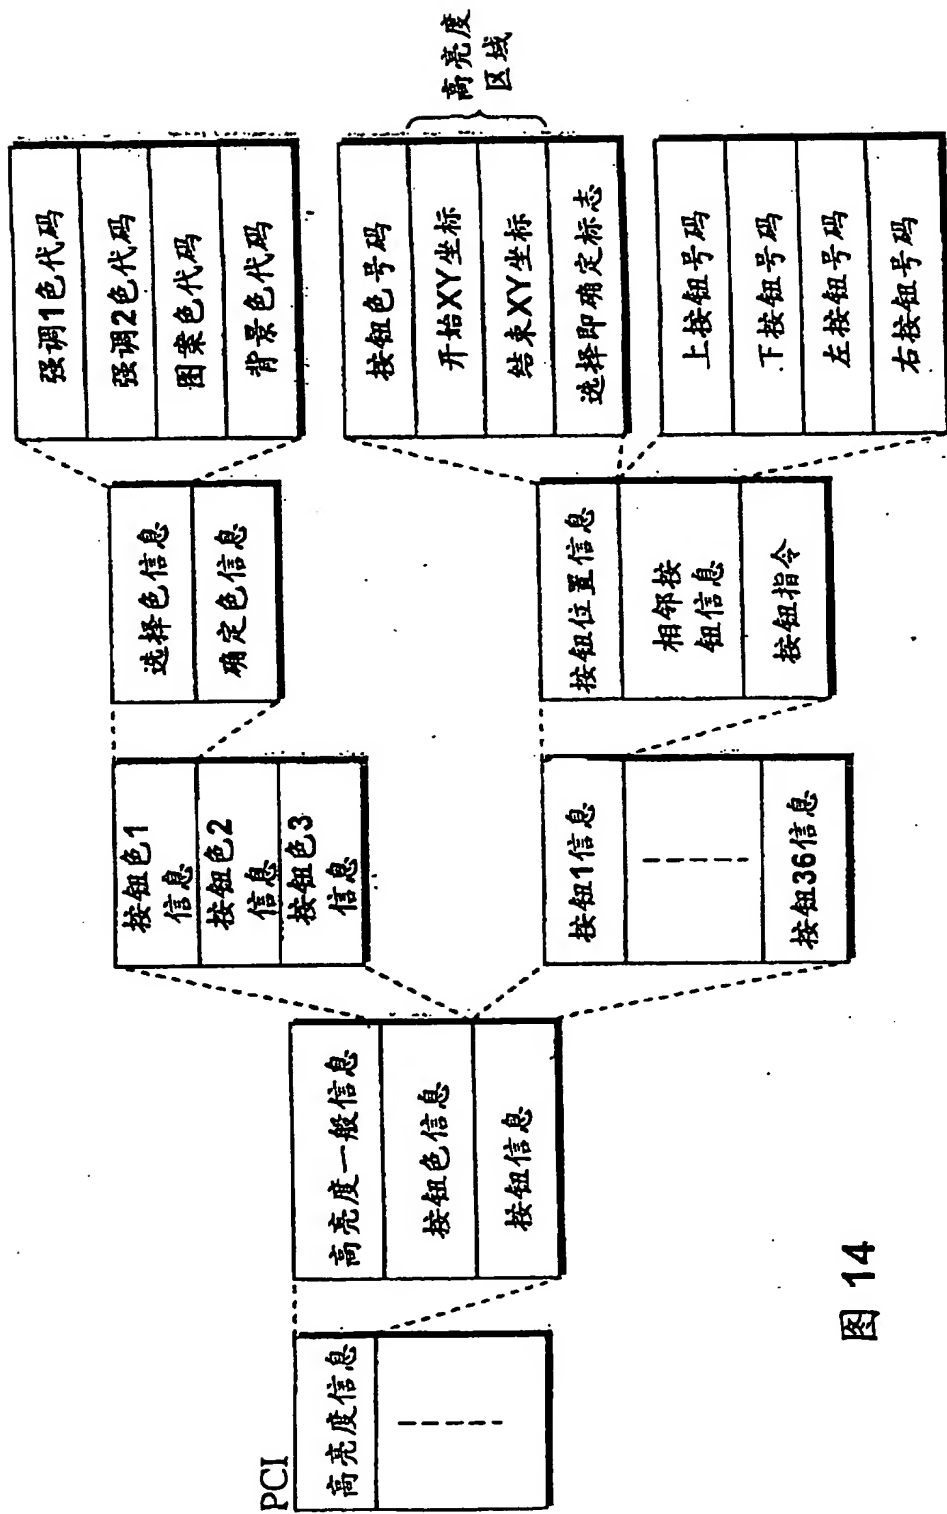 PCI
高亮度信息
高亮度一般信息
按钮色信息
按钮信息
按钮色1
信息
按钮色2
信息
按钮色3
信息
按钮1信息
按钮36信息
选择色信息
确定色信息
按钮位置信息
相邻按
钮信息
按钮指令
强调1色代码
强调2色代码
图案色代码
背景色代码
按钮色号码
开始XY坐标
结束XY坐标
选择即确定标志
高亮度
区域
上按钮号码
下按钮号码
左按钮号码
右按钮号码
图 14